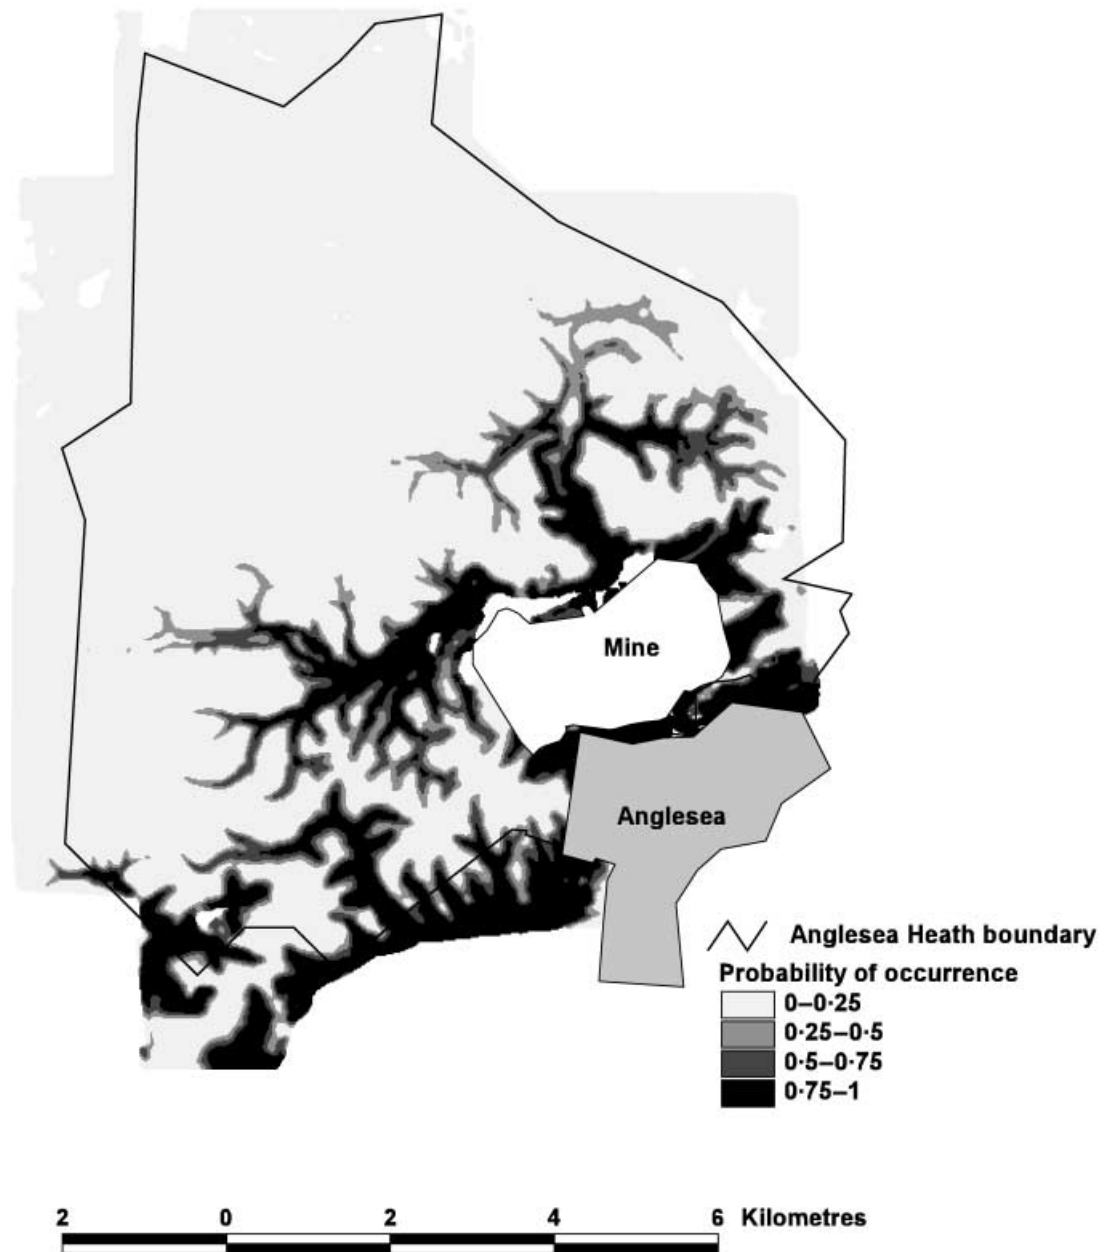 Mine
Anglesea
Anglesea Heath boundary
Probability of occurrence
0–0·25
0·25–0·5
0·5–0·75
0·75–1
2 0 2 4 6 Kilometres